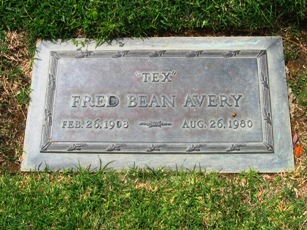 "TEX"
FRED BEAN AVERY
FEB. 26, 1908 AUG. 26, 1980